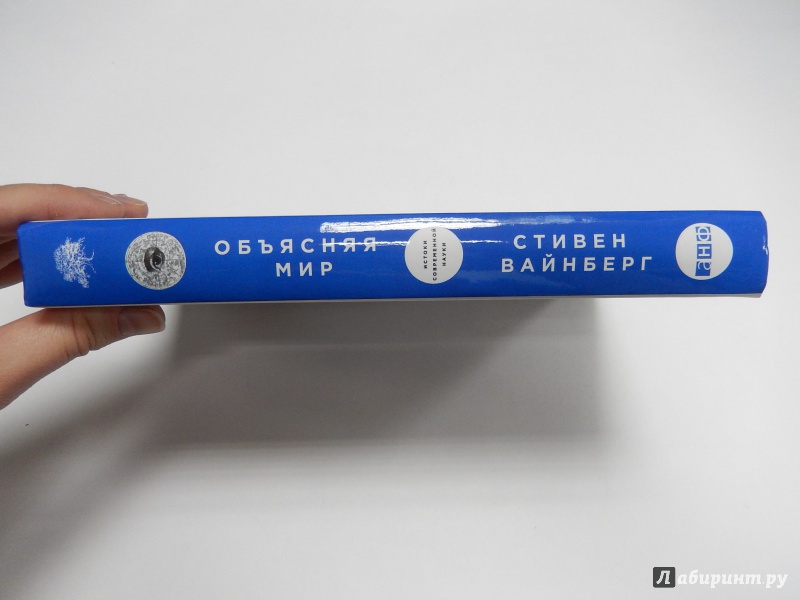 ОБЪЯСНЯЯ
МИР
ИСТОКИ
СОВРЕМЕННОЙ
НАУКИ
СТИВЕН
ВАЙНБЕРГ
АНФ
Лабиринт.ру